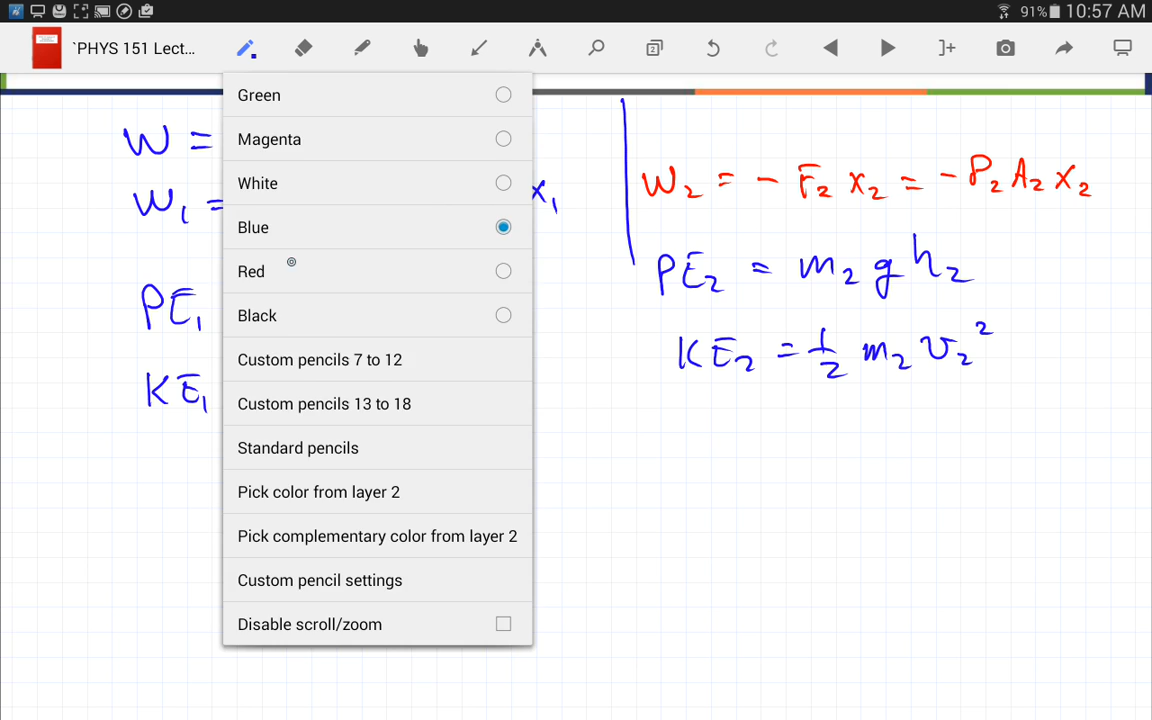 91% 10:57 AM
`PHYS 151 Lect...
2
Green
Magenta
White
Blue
Red
Black
Custom pencils 7 to 12
Custom pencils 13 to 18
Standard pencils
Pick color from layer 2
Pick complementary color from layer 2
Custom pencil settings
Disable scroll/zoom
W =
W₁ = x₁
PE₁
KE₁
W₂ = - F₂ x₂ = - P₂ A₂ x₂
PE₂ = m₂ g h₂
KE₂ = 1/2 m₂ v₂²